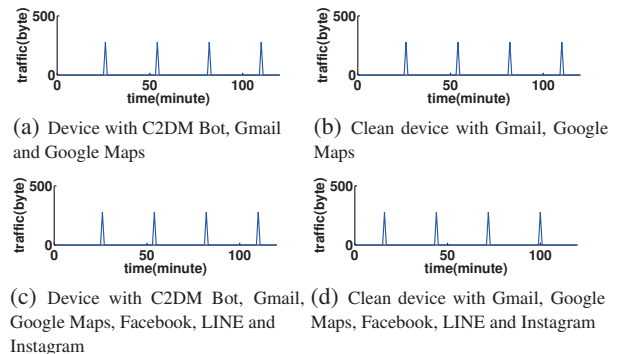 traffic(byte)
500
0
0 50 100
time(minute)
(a) Device with C2DM Bot, Gmail
and Google Maps
traffic(byte)
500
0
0 50 100
time(minute)
(b) Clean device with Gmail, Google
Maps
traffic(byte)
500
0
0 50 100
time(minute)
(c) Device with C2DM Bot, Gmail,
Google Maps, Facebook, LINE and
Instagram
traffic(byte)
500
0
0 50 100
time(minute)
(d) Clean device with Gmail, Google
Maps, Facebook, LINE and Instagram